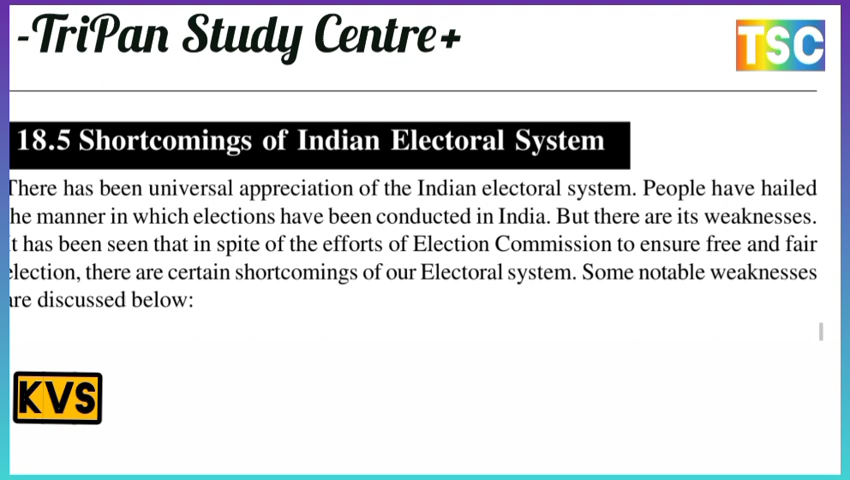 -TriPan Study Centre+
TSC
18.5 Shortcomings of Indian Electoral System
There has been universal appreciation of the Indian electoral system. People have hailed
he manner in which elections have been conducted in India. But there are its weaknesses.
t has been seen that in spite of the efforts of Election Commission to ensure free and fair
election, there are certain shortcomings of our Electoral system. Some notable weaknesses
are discussed below:
KVS